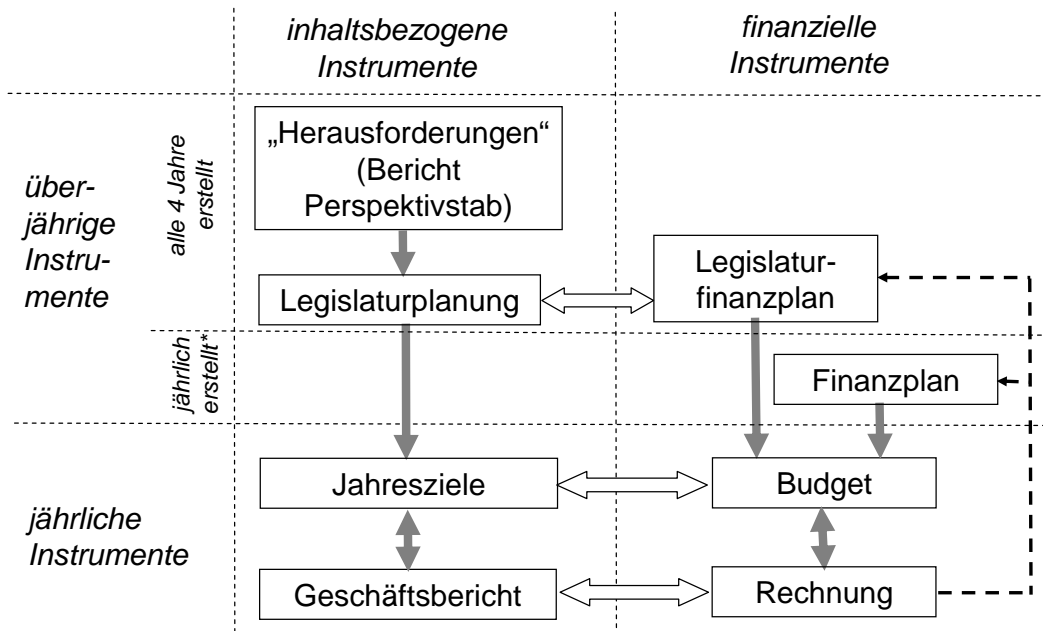 inhaltsbezogene
Instrumente
finanzielle
Instrumente
über-
jährige
Instru-
mente
alle 4 Jahre
erstellt
„Herausforderungen“
(Bericht
Perspektivstab)
Legislaturplanung
Legislatur-
finanzplan
jährlich
erstellt*
Finanzplan
jährliche
Instrumente
Jahresziele
Budget
Geschäftsbericht
Rechnung